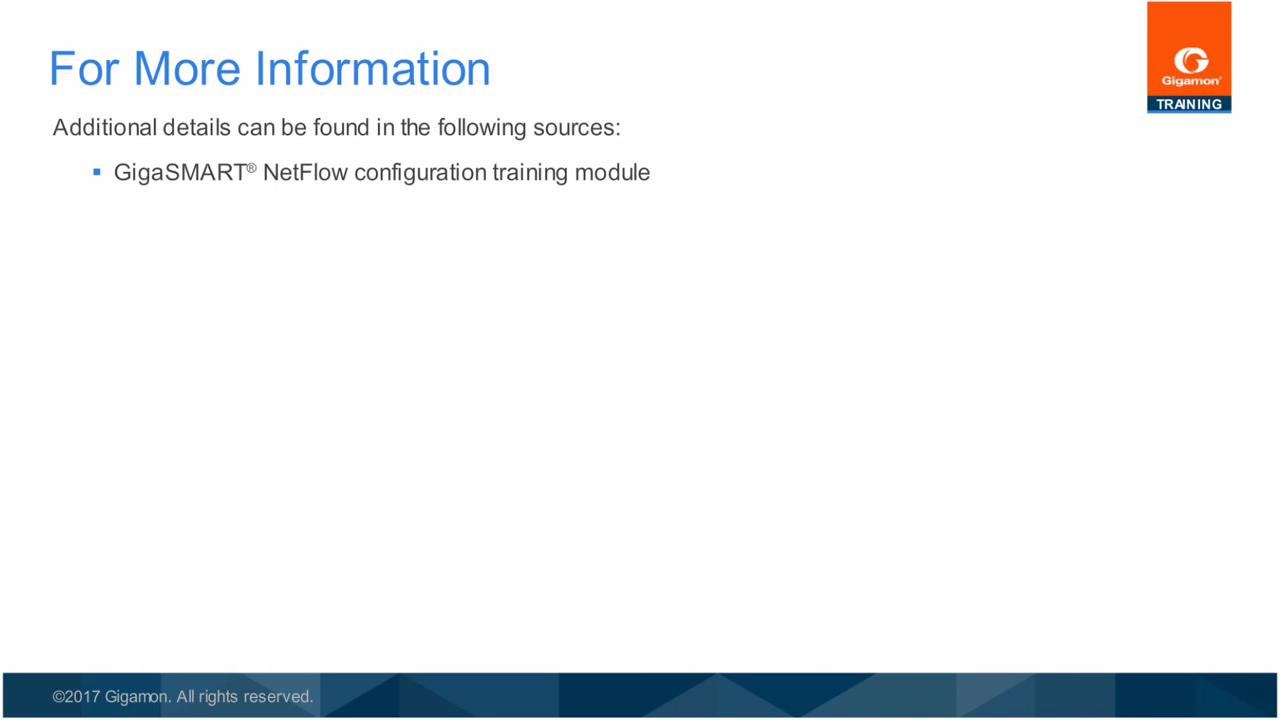 For More Information
Gigamon®
TRAINING
Additional details can be found in the following sources:
▪ GigaSMART® NetFlow configuration training module
©2017 Gigamon. All rights reserved.